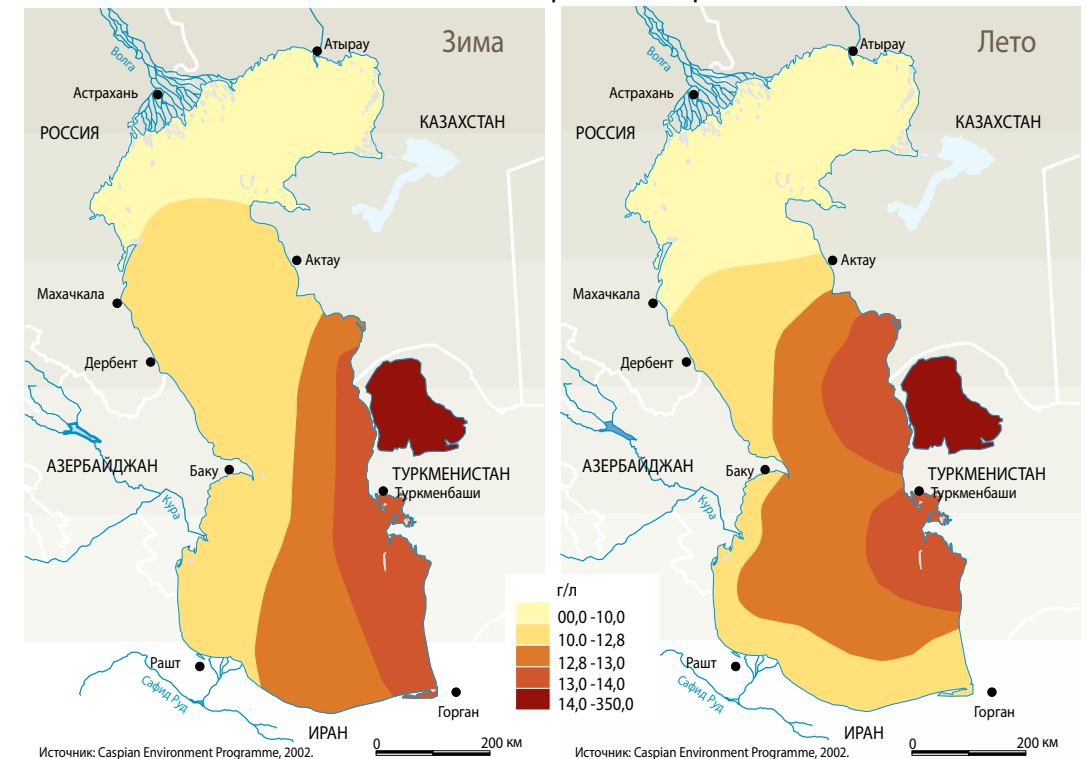 Зима
Атырау
Волга
Астрахань
РОССИЯ
КАЗАХСТАН
Актау
Махачкала
Дербент
АЗЕРБАЙДЖАН
Баку
ТУРКМЕНИСТАН
Туркменбаши
Кура
Рашт
Сафид Руд
Горган
ИРАН
0 200 км
Источник: Caspian Environment Programme, 2002.
г/л
00,0 -10,0
10.0 -12,8
12,8 -13,0
13,0 -14,0
14,0 -350,0
Лето
Атырау
Волга
Астрахань
РОССИЯ
КАЗАХСТАН
Актау
Махачкала
Дербент
АЗЕРБАЙДЖАН
Баку
ТУРКМЕНИСТАН
Туркменбаши
Кура
Рашт
Сафид Руд
Горган
ИРАН
0 200 км
Источник: Caspian Environment Programme, 2002.